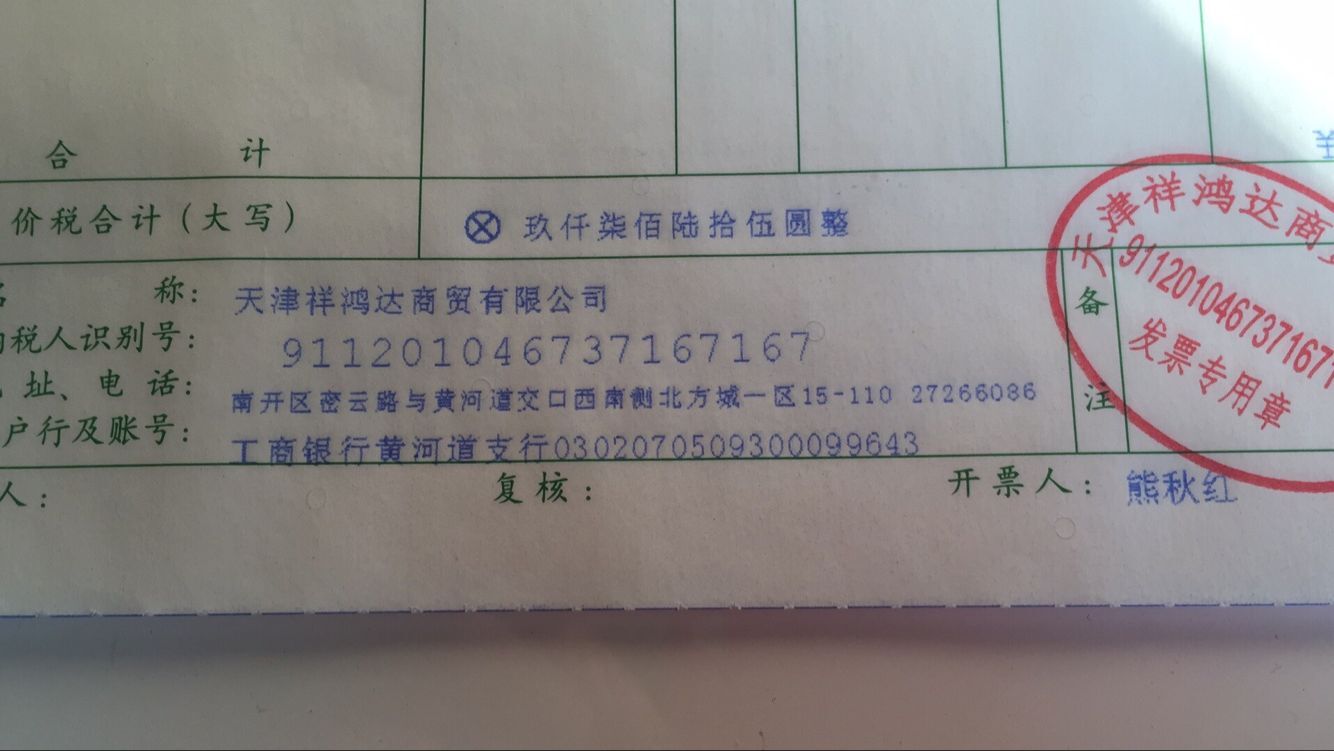 合 计
¥
价税合计(大写) ⊗ 玖仟柒佰陆拾伍圆整
称: 天津祥鸿达商贸有限公司
税人识别号: 911201046737167167
址、电话: 南开区密云路与黄河道交口西南侧北方城一区15-110 27266086
户行及账号: 工商银行黄河道支行0302070509300099643
备注
天津祥鸿达商
9112010467371671
发票专用章
人: 复核: 开票人: 熊秋红